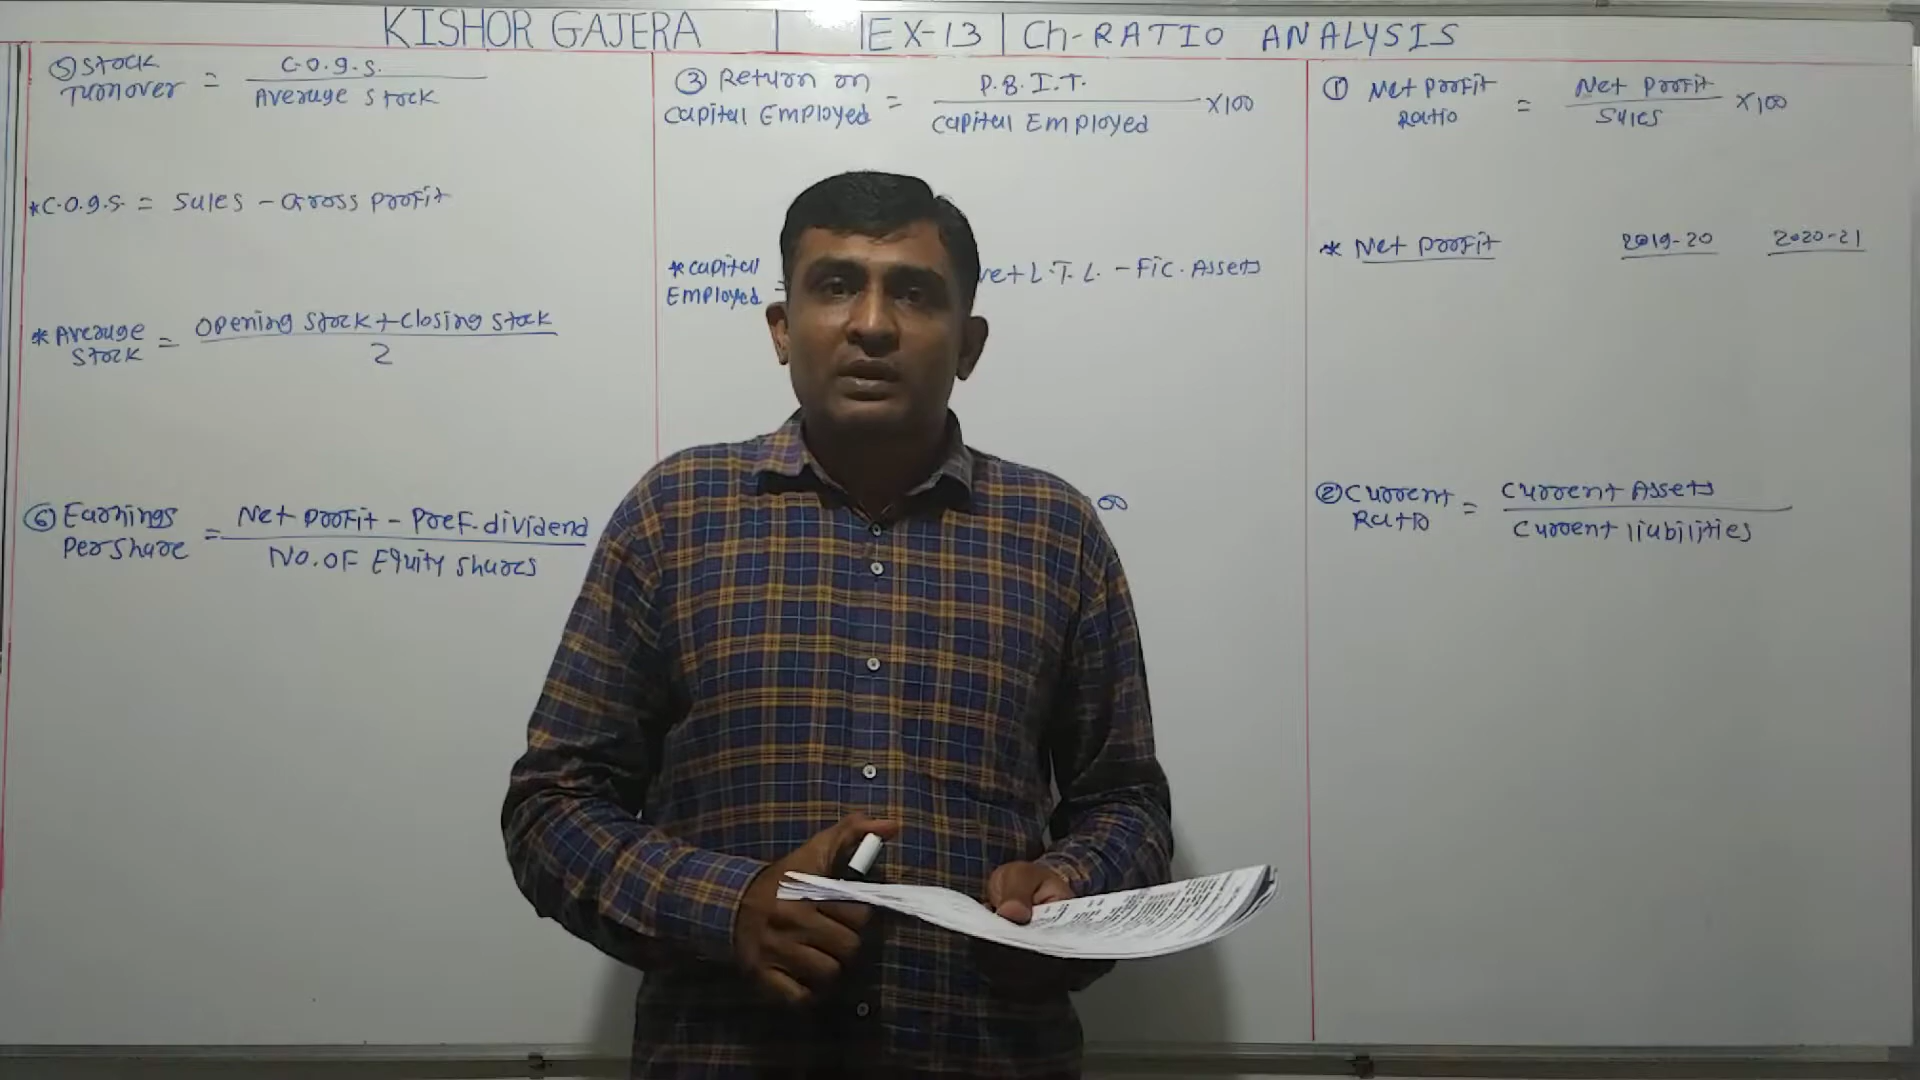 KISHOR GAJERA | | EX-13 | Ch-RATIO ANALYSIS
⑤ Stock Turnover = C.O.g.S. / Average Stock
*C.O.g.S. = Sales - Gross Profit
*Average Stock = Opening Stock + Closing Stock / 2
⑥ Earnings Per Share = Net Profit - Pref. dividend / No. OF Equity Shares
③ Return on Capital Employed = P.B.I.T. / Capital Employed X100
*Capital Employed = L.T.L. - Fic. Assets
① Net Profit Ratio = Net Profit / Sales X100
* Net Profit 2019-20 2020-21
② Current Ratio = Current Assets / Current liabilities